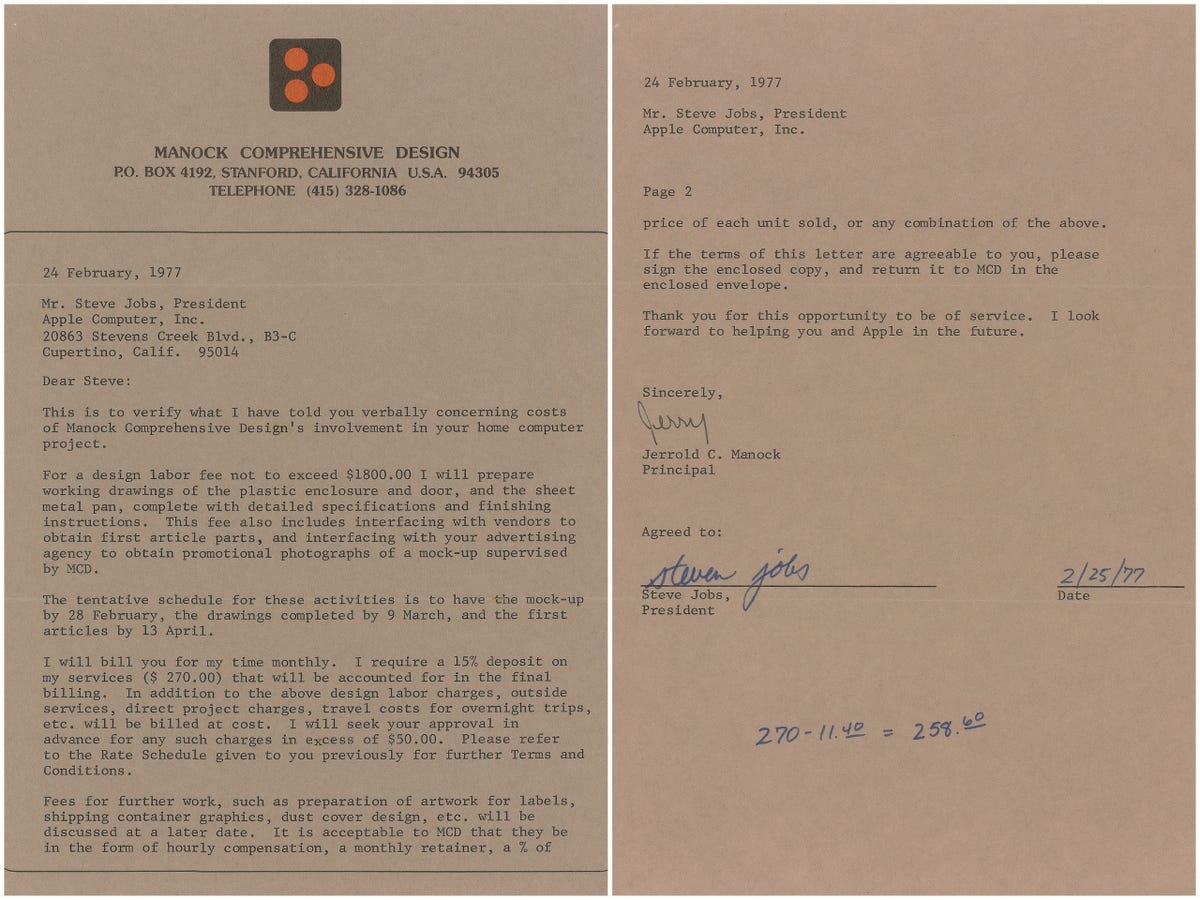 MANOCK COMPREHENSIVE DESIGN
P.O. BOX 4192, STANFORD, CALIFORNIA U.S.A. 94305
TELEPHONE (415) 328-1086
24 February, 1977
Mr. Steve Jobs, President
Apple Computer, Inc.
20863 Stevens Creek Blvd., B3-C
Cupertino, Calif. 95014
Dear Steve:
This is to verify what I have told you verbally concerning costs
of Manock Comprehensive Design's involvement in your home computer
project.
For a design labor fee not to exceed $1800.00 I will prepare
working drawings of the plastic enclosure and door, and the sheet
metal pan, complete with detailed specifications and finishing
instructions. This fee also includes interfacing with vendors to
obtain first article parts, and interfacing with your advertising
agency to obtain promotional photographs of a mock-up supervised
by MCD.
The tentative schedule for these activities is to have the mock-up
by 28 February, the drawings completed by 9 March, and the first
articles by 13 April.
I will bill you for my time monthly. I require a 15% deposit on
my services ($ 270.00) that will be accounted for in the final
billing. In addition to the above design labor charges, outside
services, direct project charges, travel costs for overnight trips,
etc. will be billed at cost. I will seek your approval in
advance for any such charges in excess of $50.00. Please refer
to the Rate Schedule given to you previously for further Terms and
Conditions.
Fees for further work, such as preparation of artwork for labels,
shipping container graphics, dust cover design, etc. will be
discussed at a later date. It is acceptable to MCD that they be
in the form of hourly compensation, a monthly retainer, a % of
24 February, 1977
Mr. Steve Jobs, President
Apple Computer, Inc.
Page 2
price of each unit sold, or any combination of the above.
If the terms of this letter are agreeable to you, please
sign the enclosed copy, and return it to MCD in the
enclosed envelope.
Thank you for this opportunity to be of service. I look
forward to helping you and Apple in the future.
Sincerely,
Jerry
Jerrold C. Manock
Principal
Agreed to:
steven jobs 2/25/77
Steve Jobs, Date
President
270-11.40 = 258.60